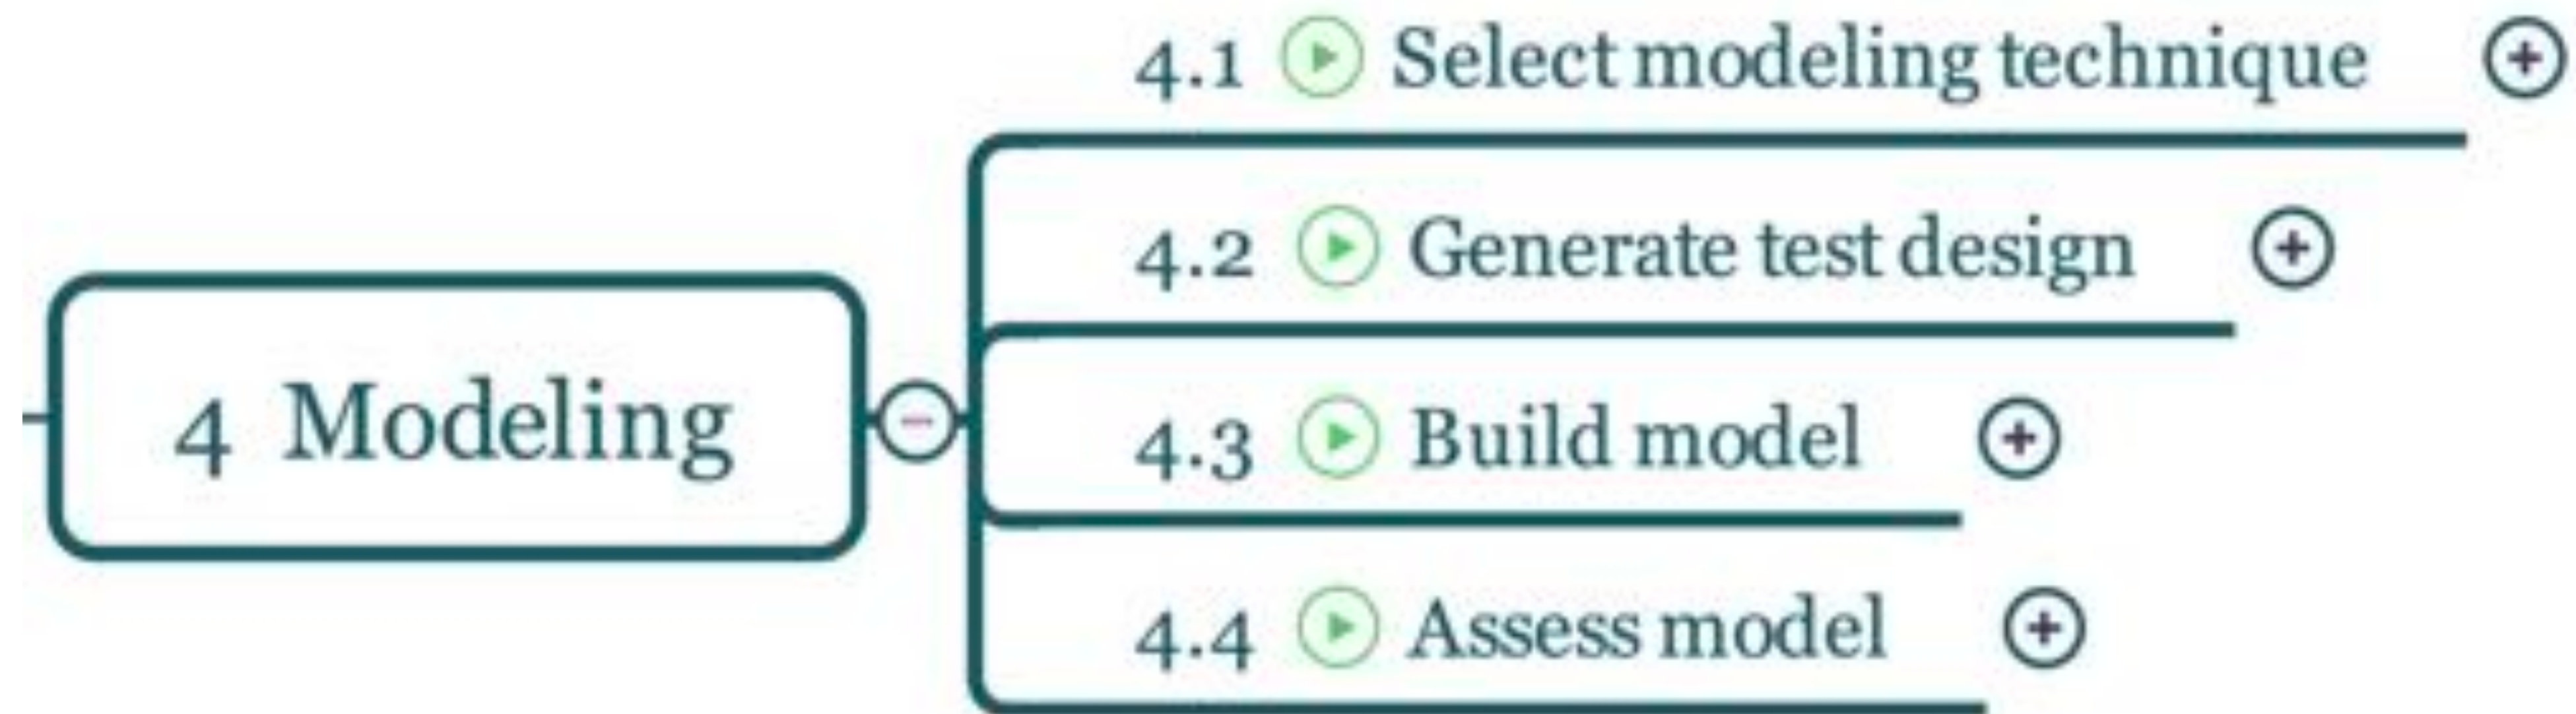 4.1 Select modeling technique
4.2 Generate test design
4 Modeling
4.3 Build model
4.4 Assess model